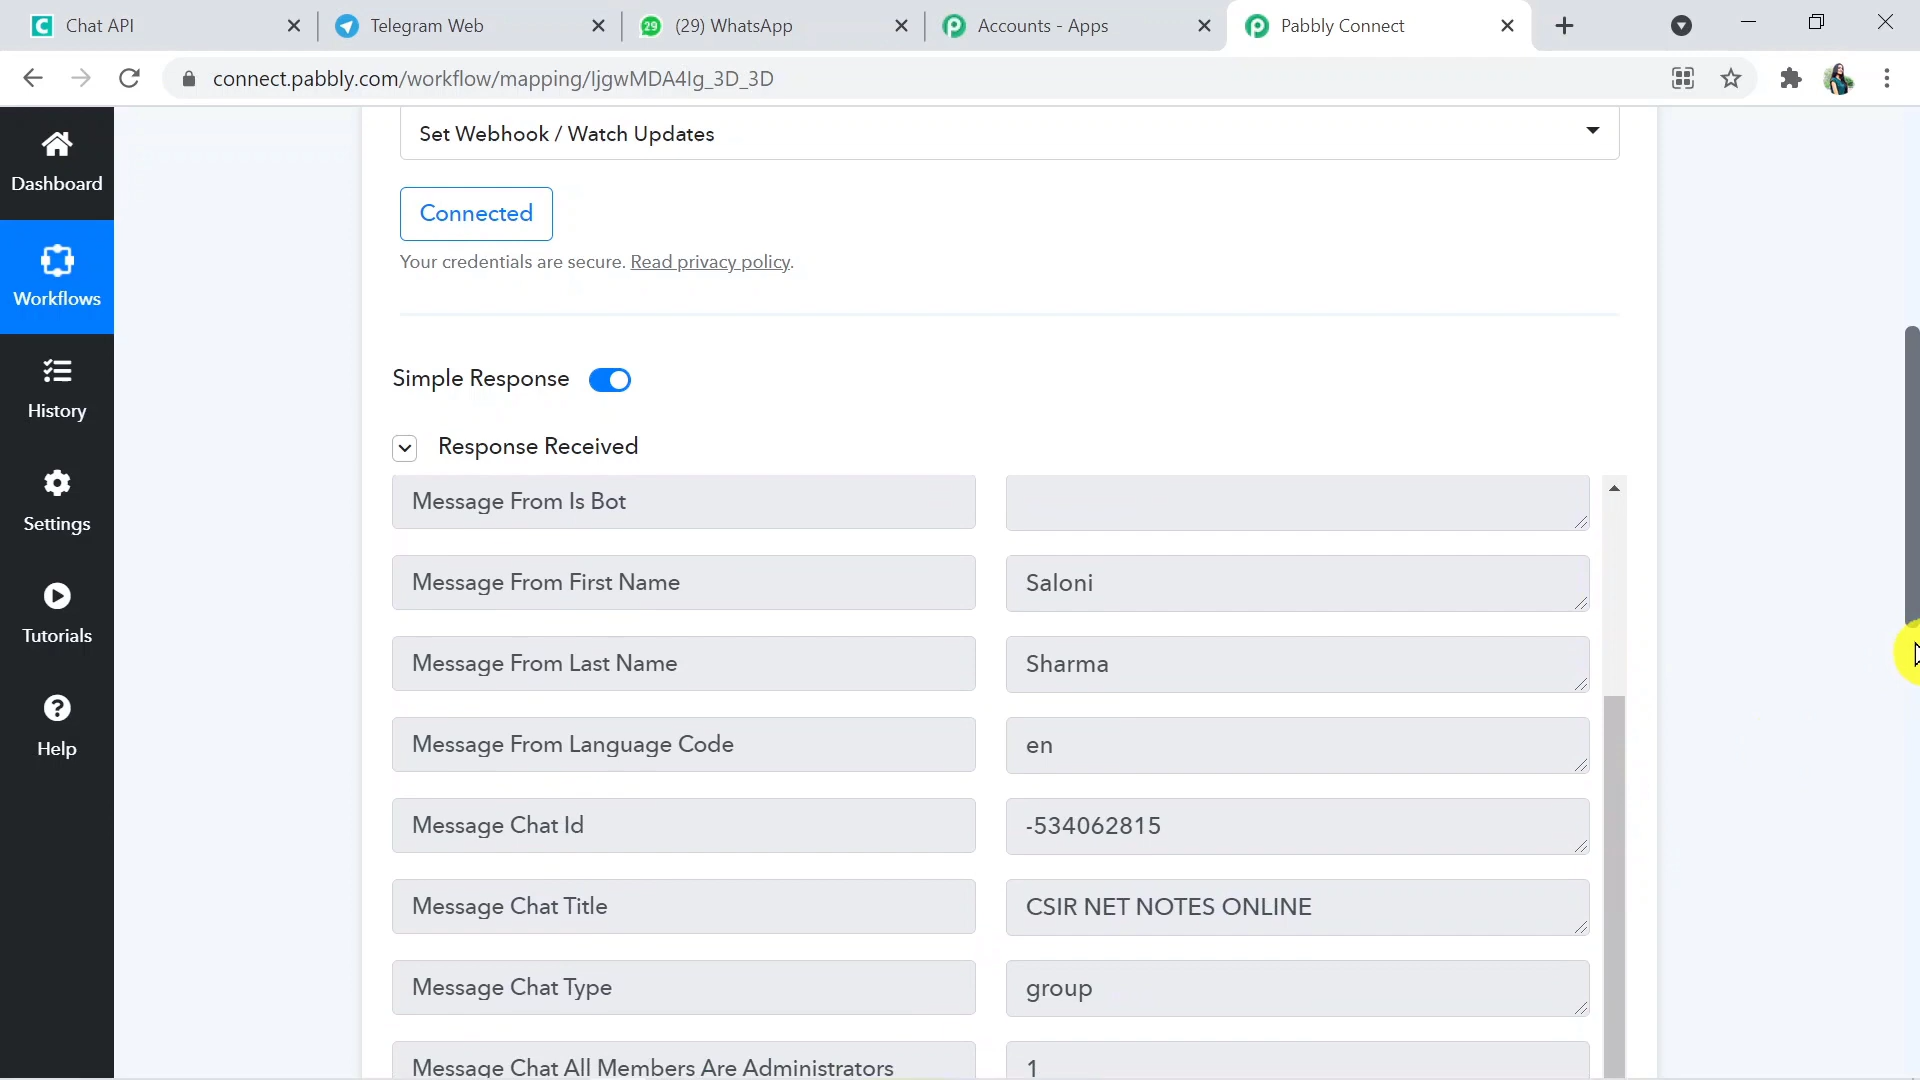 Chat API
Telegram Web
29
(29) WhatsApp
Accounts - Apps
Pabbly Connect
connect.pabbly.com/workflow/mapping/IjgwMDA4Ig_3D_3D
Set Webhook / Watch Updates
Dashboard
Connected
Your credentials are secure. Read privacy policy.
Workflows
Simple Response
History
Response Received
Message From Is Bot
Settings
Message From First Name
Saloni
Tutorials
Message From Last Name
Sharma
Message From Language Code
en
Help
Message Chat Id
-534062815
Message Chat Title
CSIR NET NOTES ONLINE
Message Chat Type
group
Message Chat All Members Are Administrators
1